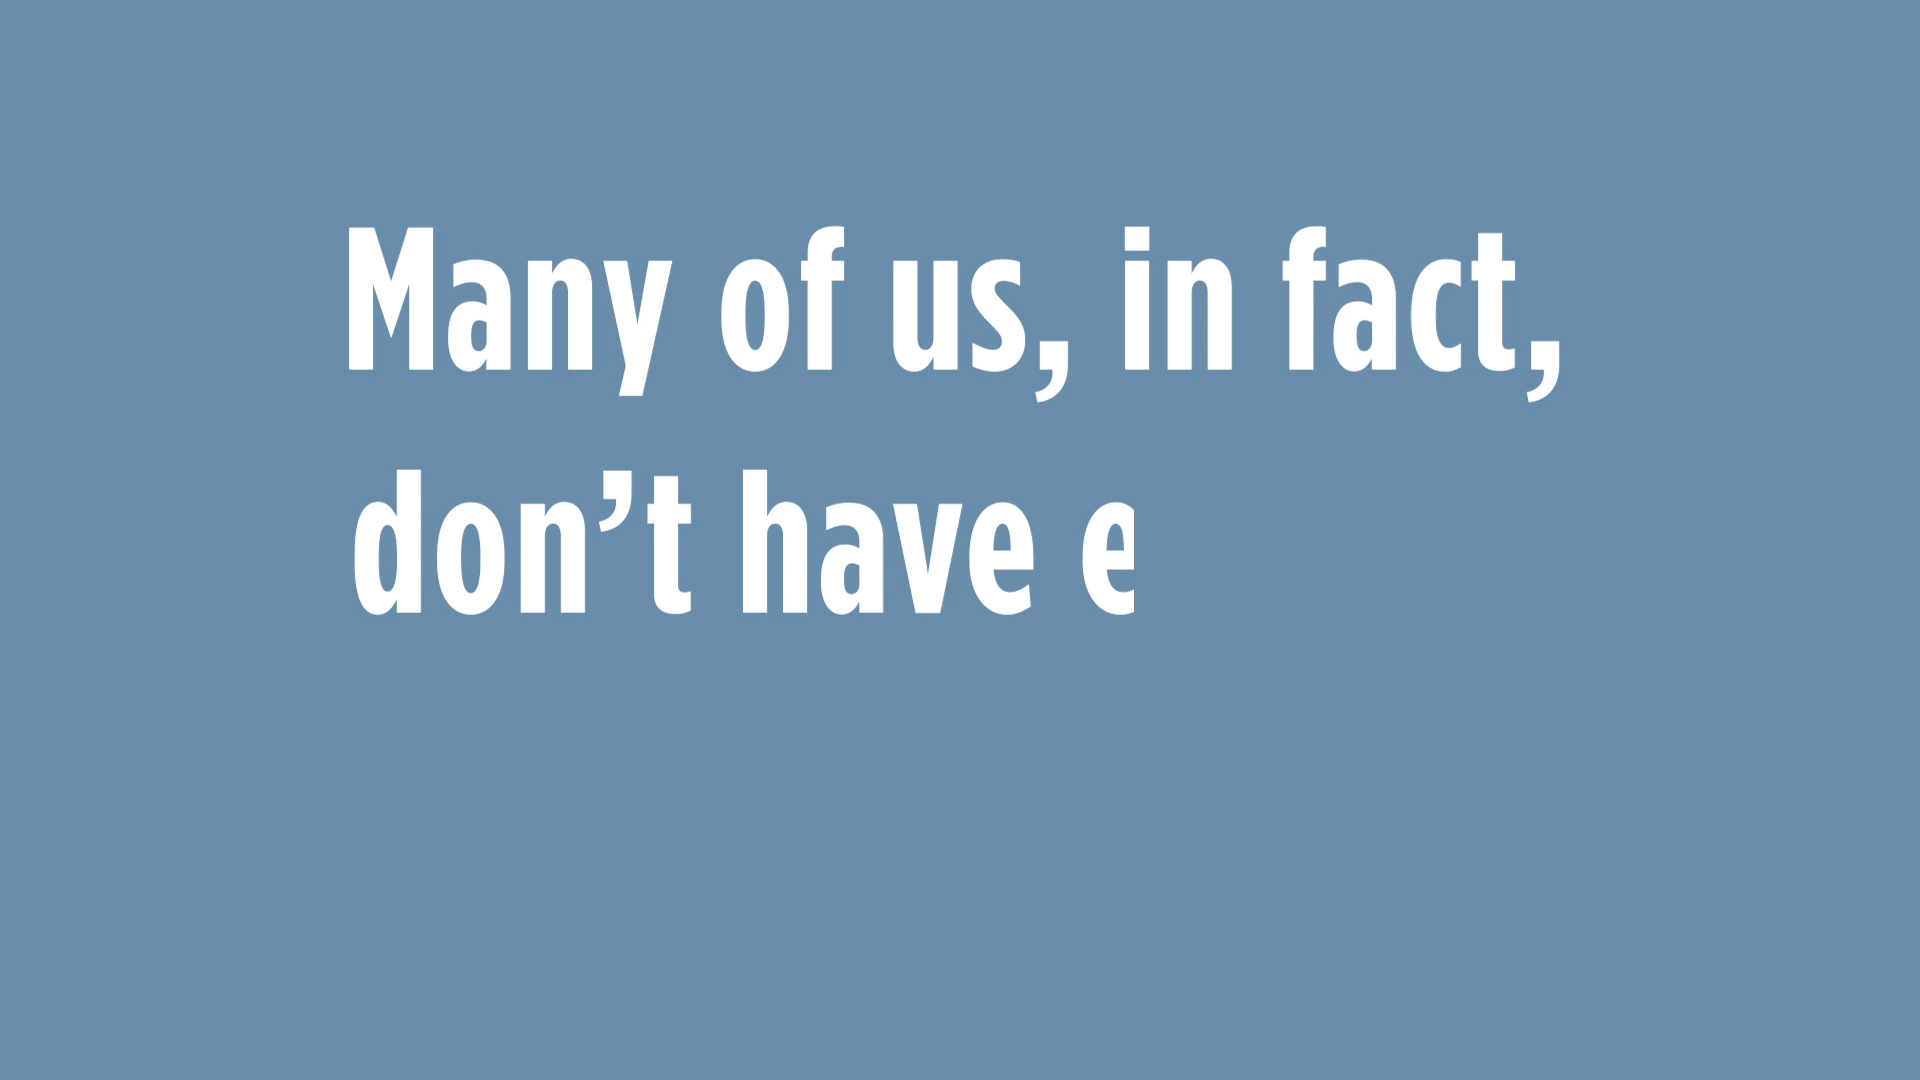 Many of us, in fact,
don’t have e